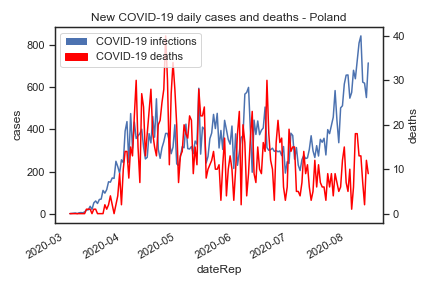 New COVID-19 daily cases and deaths - Poland
COVID-19 infections
COVID-19 deaths
800
600
400
200
0
cases
40
30
20
10
0
deaths
2020-03
2020-04
2020-05
2020-06
2020-07
2020-08
dateRep